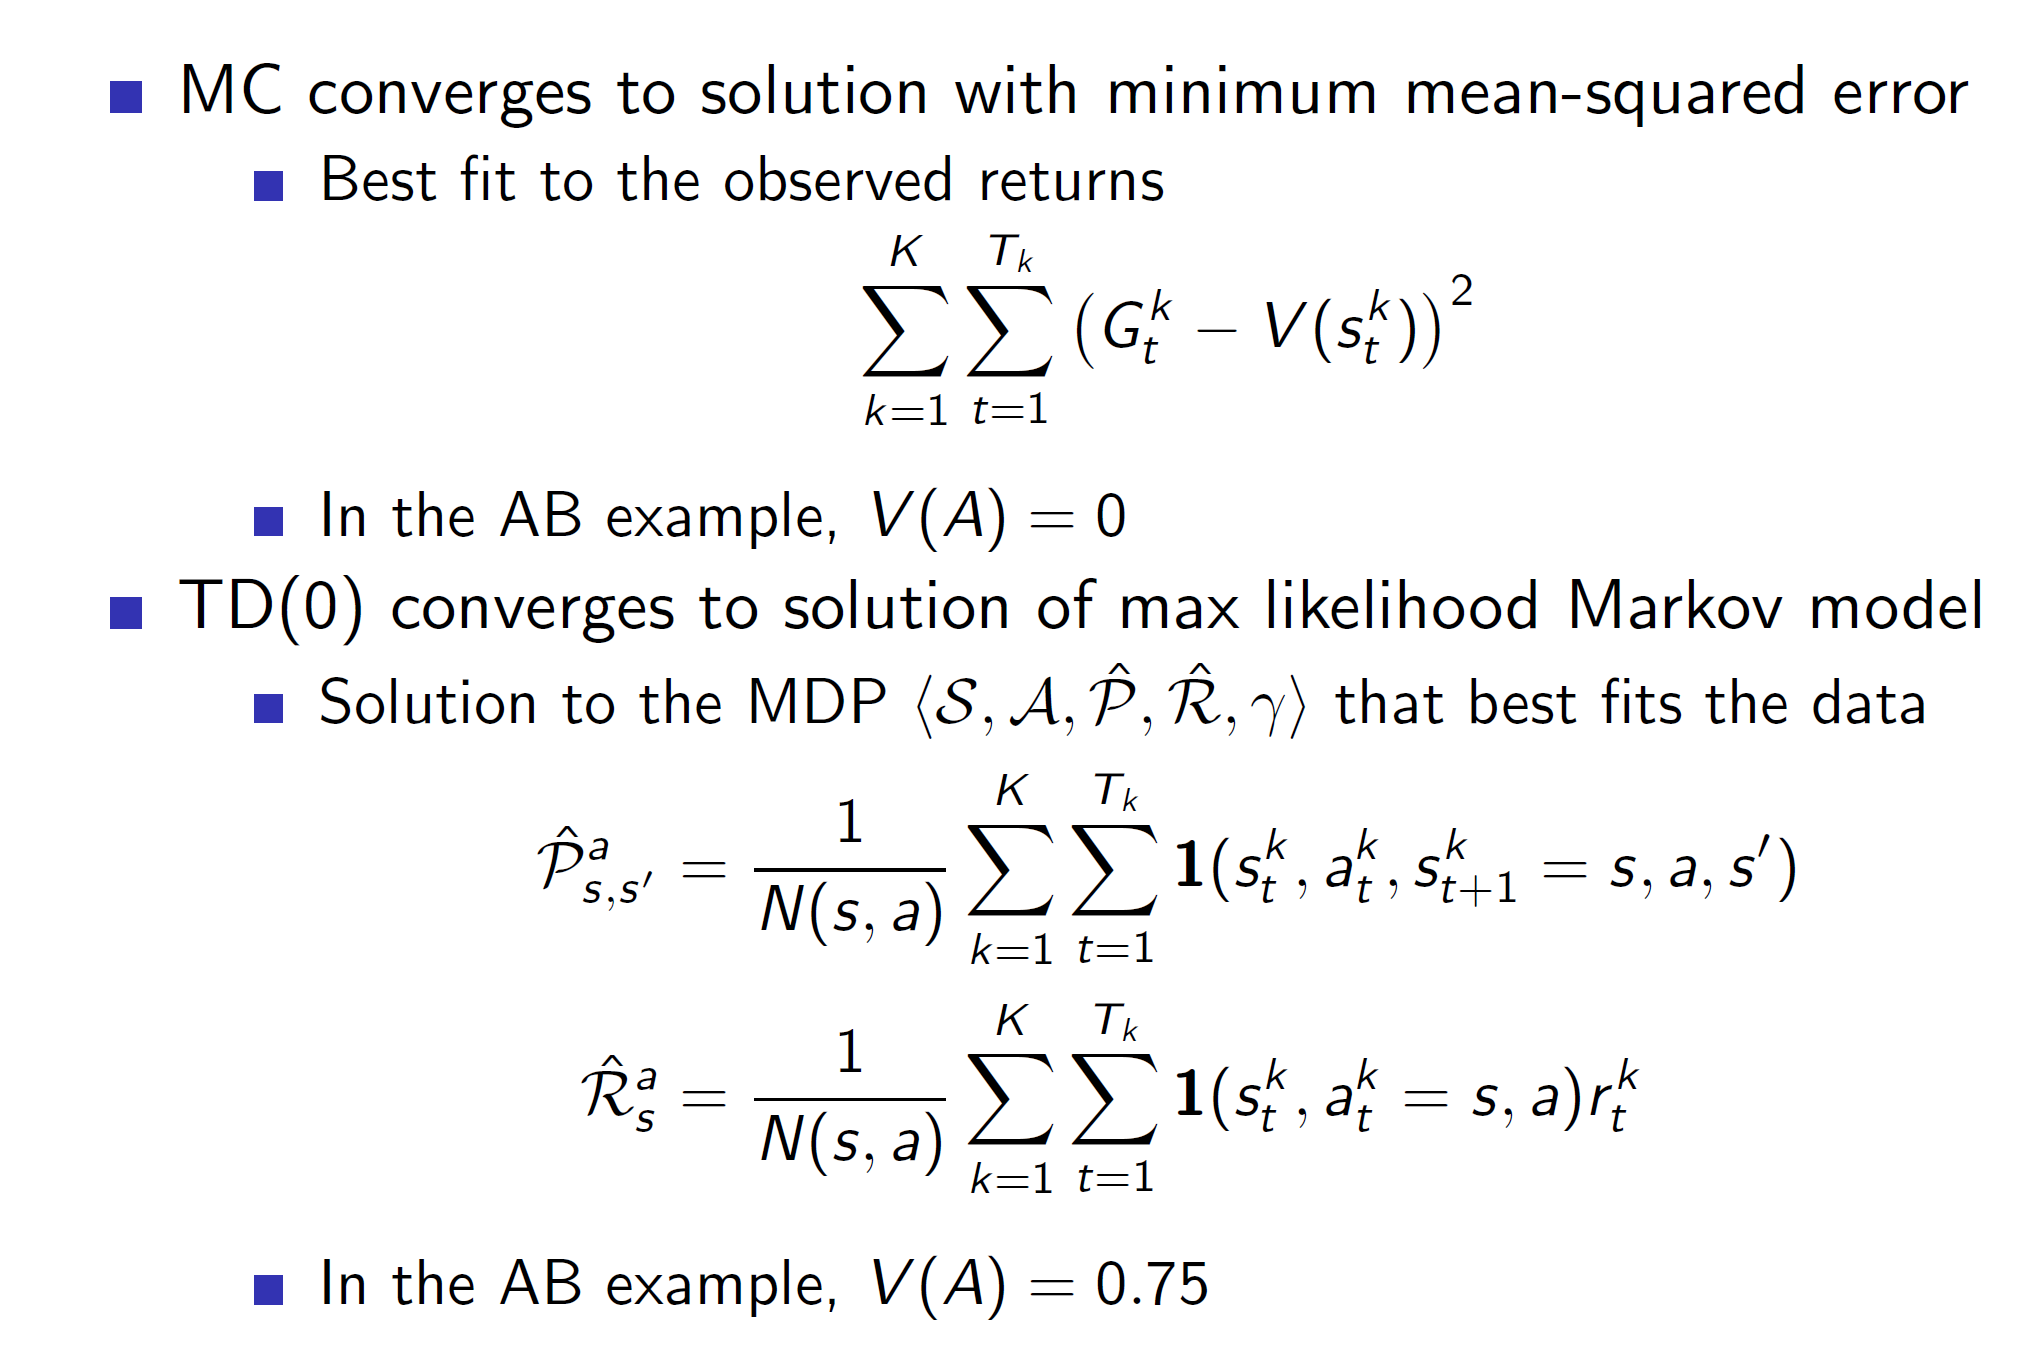 MC converges to solution with minimum mean-squared error
Best fit to the observed returns
$$\sum_{k=1}^{K} \sum_{t=1}^{T_k} \left( G_t^k - V(s_t^k) \right)^2$$
In the AB example, $V(A) = 0$
TD(0) converges to solution of max likelihood Markov model
Solution to the MDP $\langle \mathcal{S}, \mathcal{A}, \hat{\mathcal{P}}, \hat{\mathcal{R}}, \gamma \rangle$ that best fits the data
$$\hat{\mathcal{P}}_{s,s'}^a = \frac{1}{N(s,a)} \sum_{k=1}^{K} \sum_{t=1}^{T_k} \mathbf{1}(s_t^k, a_t^k, s_{t+1}^k = s, a, s')$$
$$\hat{\mathcal{R}}_s^a = \frac{1}{N(s,a)} \sum_{k=1}^{K} \sum_{t=1}^{T_k} \mathbf{1}(s_t^k, a_t^k = s, a) r_t^k$$
In the AB example, $V(A) = 0.75$